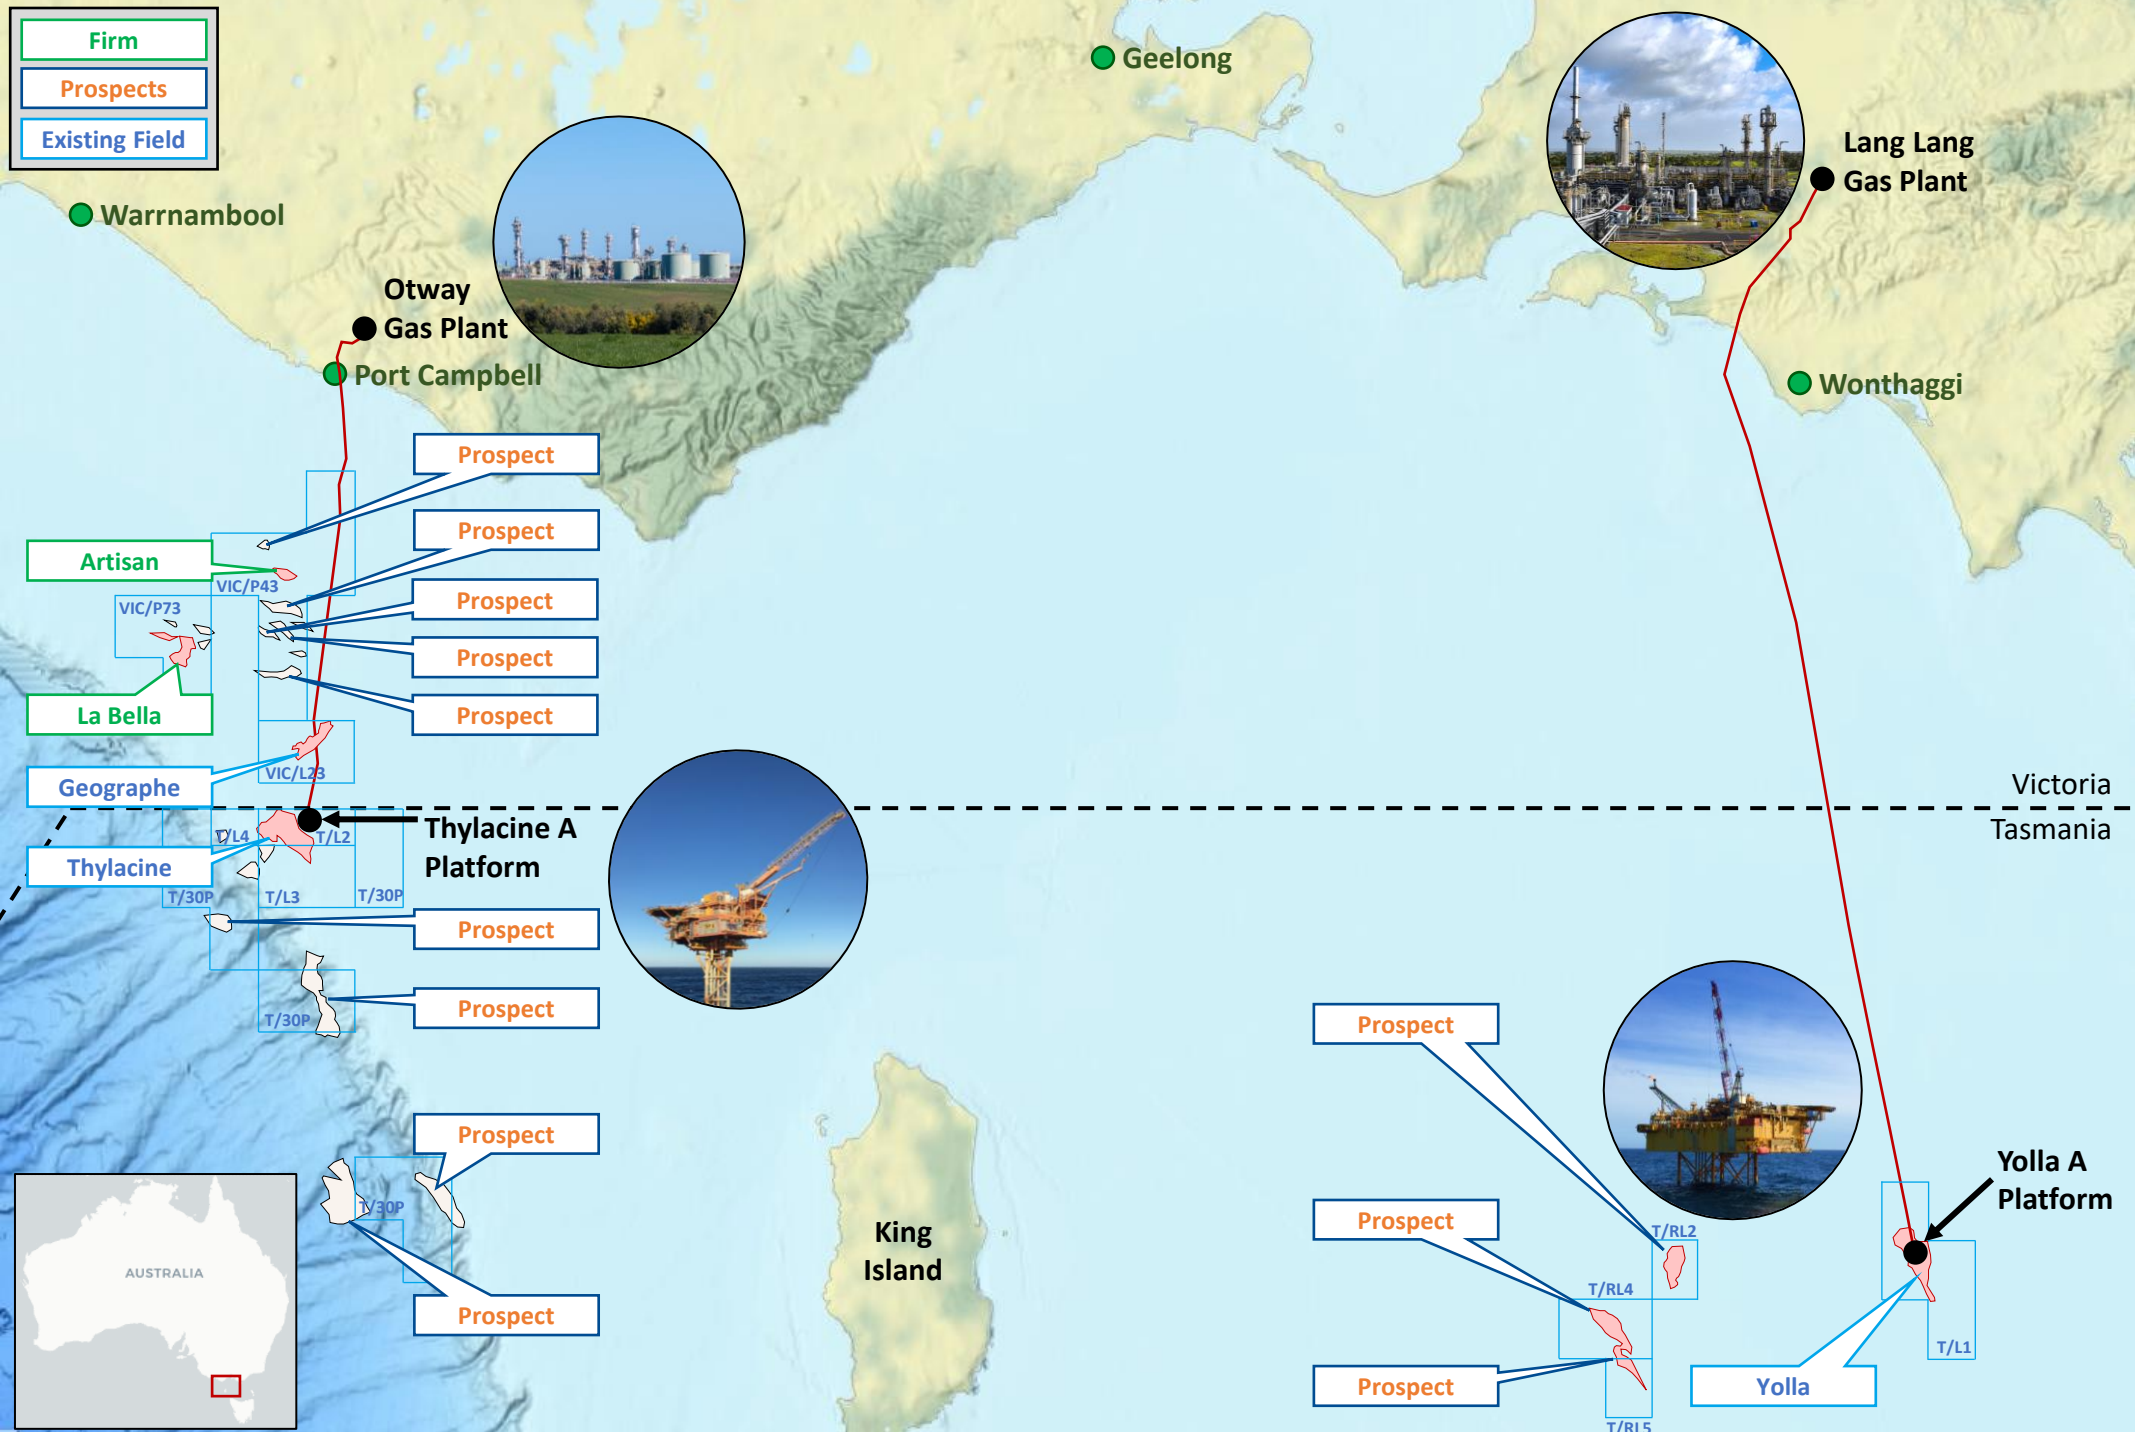 Firm
Prospects
Existing Field
Geelong
Lang Lang
Gas Plant
Warrnambool
Otway
Gas Plant
Port Campbell
Wonthaggi
Prospect
Prospect
Artisan
VIC/P43
Prospect
VIC/P73
Prospect
La Bella
Prospect
Geographe
VIC/L23
Victoria
Tasmania
T/L4
T/L2
Thylacine A
Platform
Thylacine
T/30P
T/L3
T/30P
Prospect
Prospect
T/30P
Prospect
Prospect
Yolla A
Platform
T/30P
King
Island
Prospect
T/RL2
AUSTRALIA
T/RL4
Prospect
T/L1
Prospect
Yolla
T/RL5